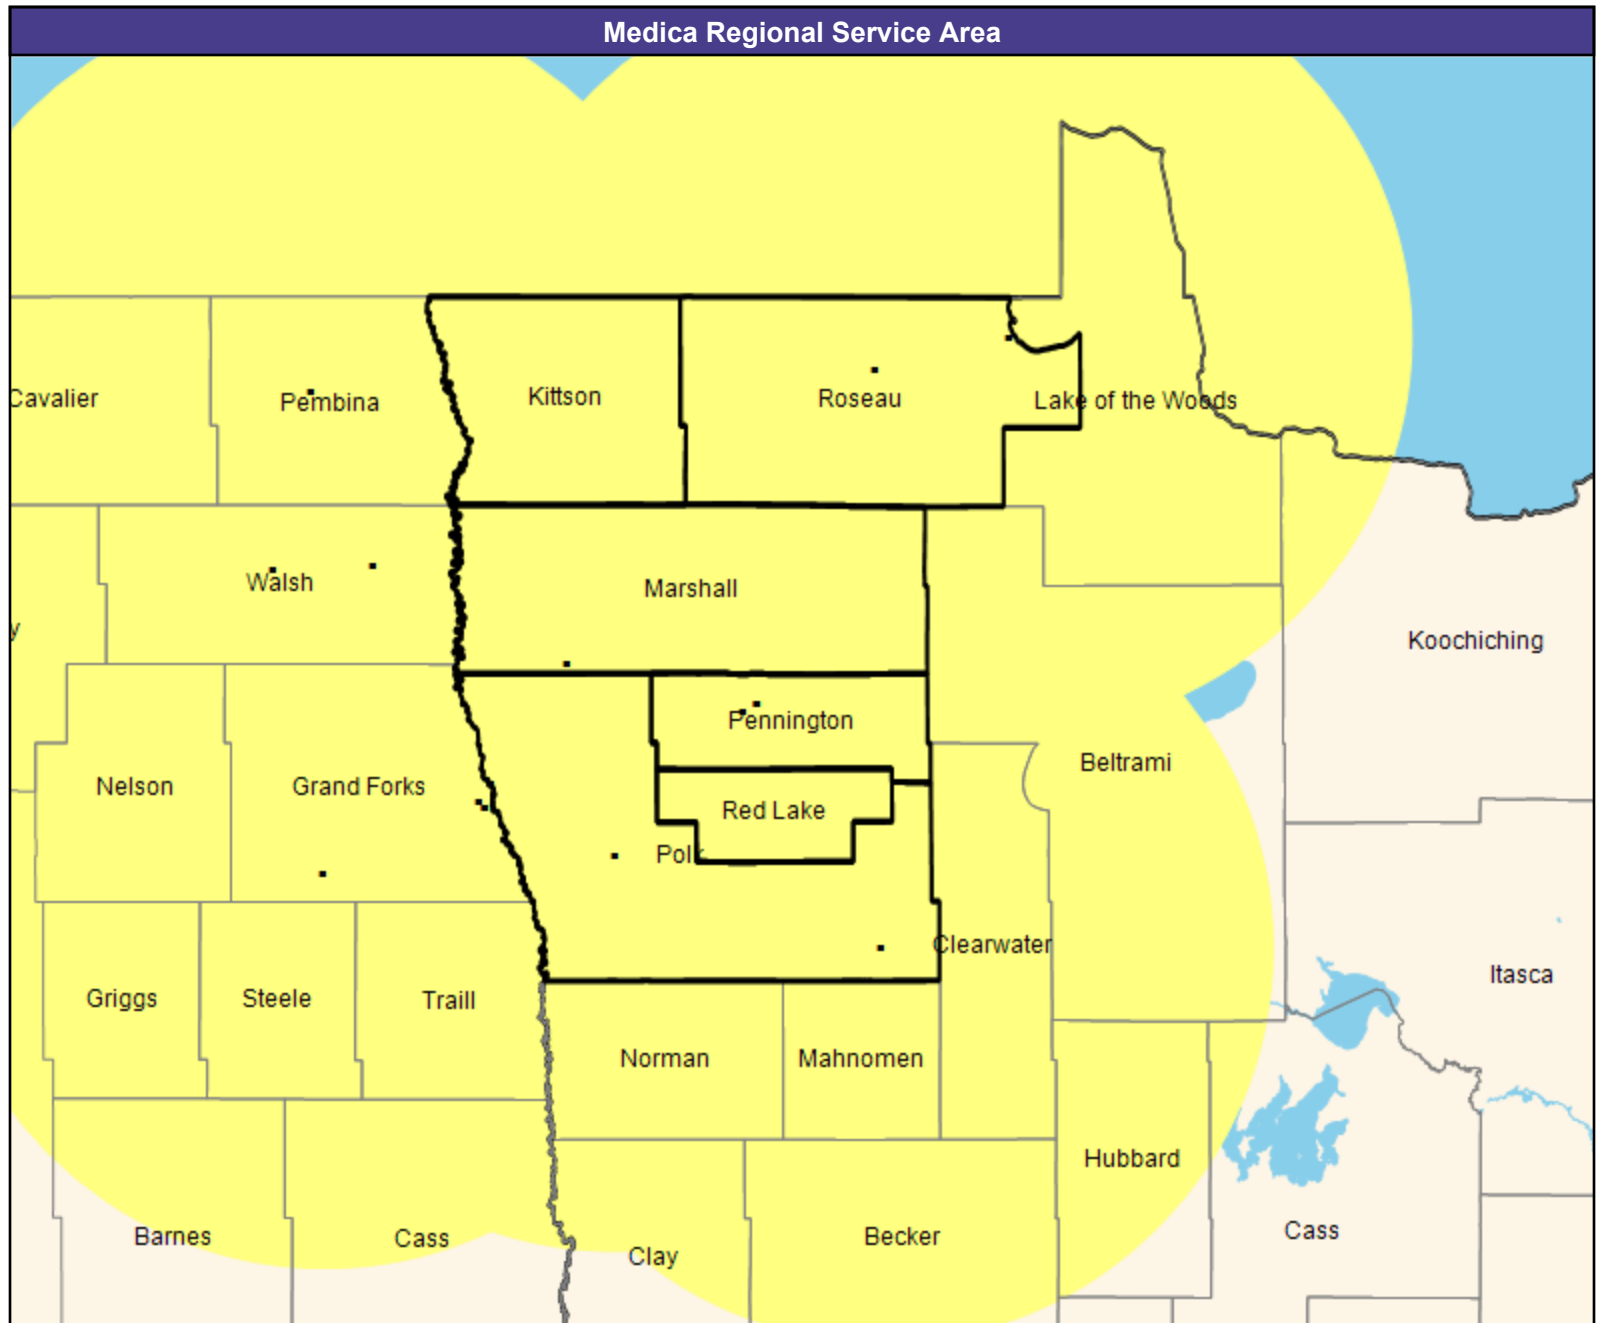 Medica Regional Service Area
Cavalier
Pembina
Kittson
Roseau
Lake of the Woods
Walsh
Marshall
y
Koochiching
Pennington
Nelson
Grand Forks
Beltrami
Red Lake
Polk
Clearwater
Griggs
Steele
Traill
Itasca
Norman
Mahnomen
Hubbard
Barnes
Cass
Clay
Becker
Cass